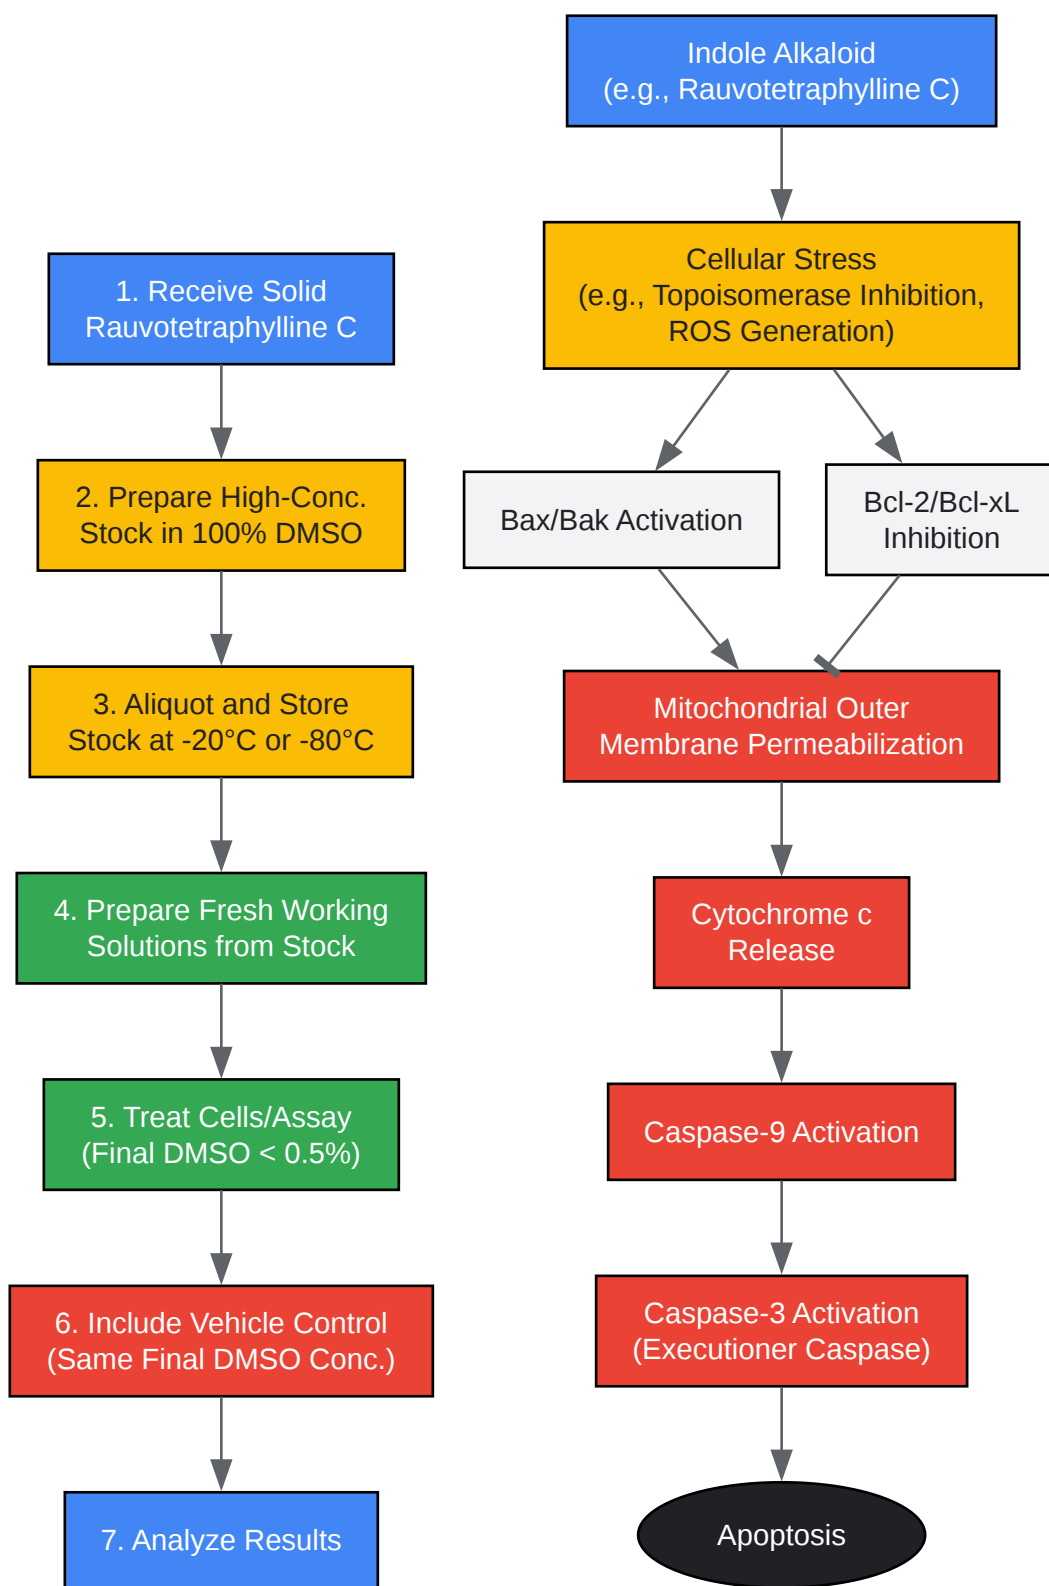 1. Receive Solid
Rauvotetraphylline C
2. Prepare High-Conc.
Stock in 100% DMSO
3. Aliquot and Store
Stock at -20°C or -80°C
4. Prepare Fresh Working
Solutions from Stock
5. Treat Cells/Assay
(Final DMSO < 0.5%)
6. Include Vehicle Control
(Same Final DMSO Conc.)
7. Analyze Results
Indole Alkaloid
(e.g., Rauvotetraphylline C)
Cellular Stress
(e.g., Topoisomerase Inhibition,
ROS Generation)
Bax/Bak Activation
Bcl-2/Bcl-xL
Inhibition
Mitochondrial Outer
Membrane Permeabilization
Cytochrome c
Release
Caspase-9 Activation
Caspase-3 Activation
(Executioner Caspase)
Apoptosis